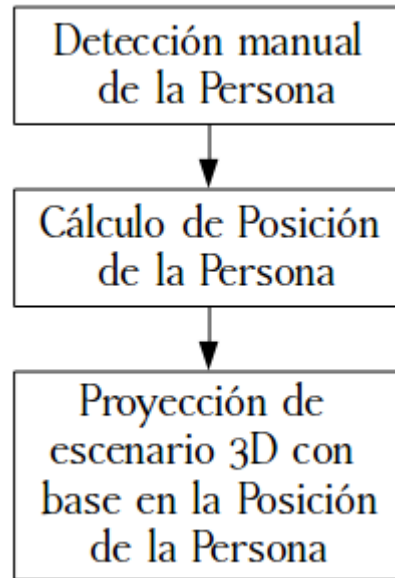 Detección manual
de la Persona
Cálculo de Posición
de la Persona
Proyección de
escenario 3D con
base en la Posición
de la Persona